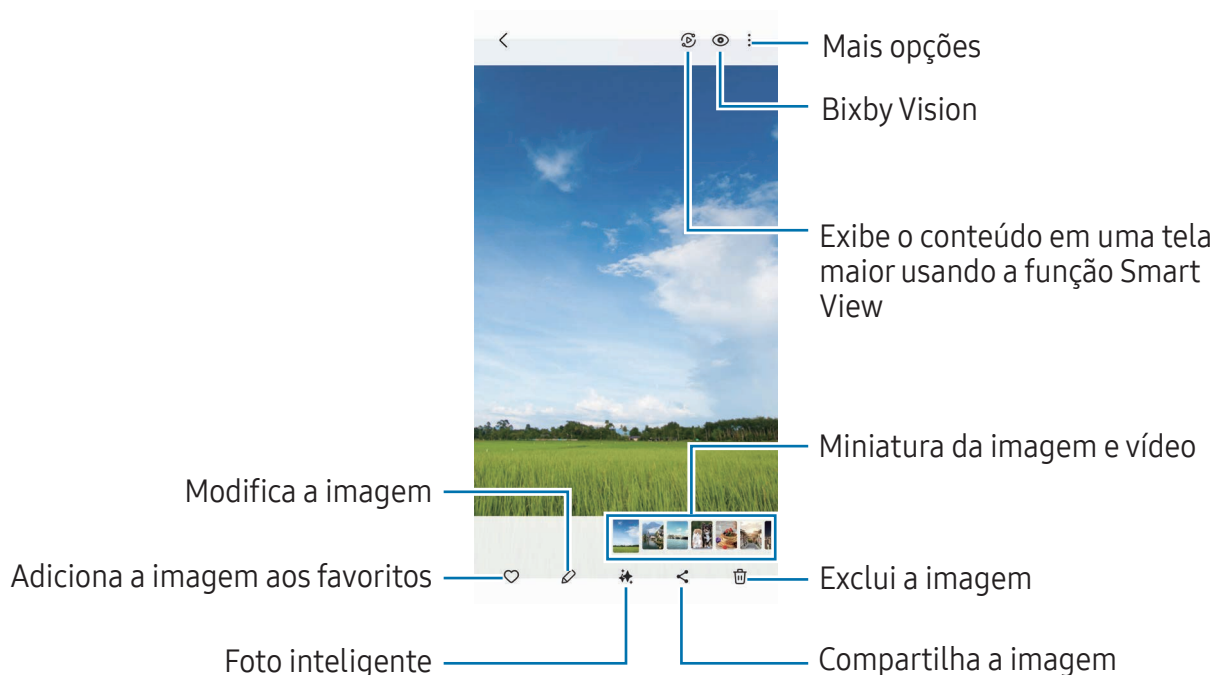 Mais opções
Bixby Vision
Exibe o conteúdo em uma tela
maior usando a função Smart
View
Miniatura da imagem e vídeo
Modifica a imagem
Adiciona a imagem aos favoritos
Exclui a imagem
Foto inteligente
Compartilha a imagem